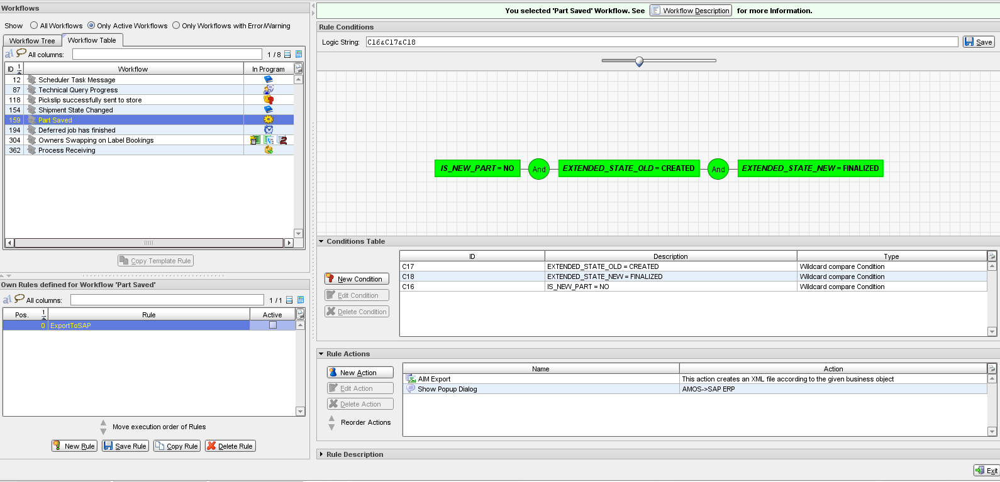 Workflows
Show All Workflows Only Active Workflows Only Workflows with Error/Warning
Workflow Tree Workflow Table
All columns: 1 / 8
ID 1 Workflow In Program
12 Scheduler Task Message
87 Technical Query Progress
118 Pickslip successfully sent to store
154 Shipment State Changed
159 Part Saved
194 Deferred job has finished
304 Owners Swapping on Label Bookings
362 Process Receiving
Copy Template Rule
Own Rules defined for Workflow 'Part Saved'
All columns: 1 / 1
Pos. 1 Rule Active
0 ExportToSAP
Move execution order of Rules
New Rule Save Rule Copy Rule Delete Rule
You selected 'Part Saved' Workflow. See Workflow Description for more Information.
Rule Conditions
Logic String: C16&C17&C18 Save
IS_NEW_PART = NO And EXTENDED_STATE_OLD = CREATED And EXTENDED_STATE_NEW = FINALIZED
Conditions Table
New Condition
Edit Condition
Delete Condition
ID Description Type
C17 EXTENDED_STATE_OLD = CREATED Wildcard compare Condition
C18 EXTENDED_STATE_NEW = FINALIZED Wildcard compare Condition
C16 IS_NEW_PART = NO Wildcard compare Condition
Rule Actions
New Action
Edit Action
Delete Action
Reorder Actions
Name Action
AIM Export This action creates an XML file according to the given business object
Show Popup Dialog AMOS->SAP ERP
Rule Description
Exit